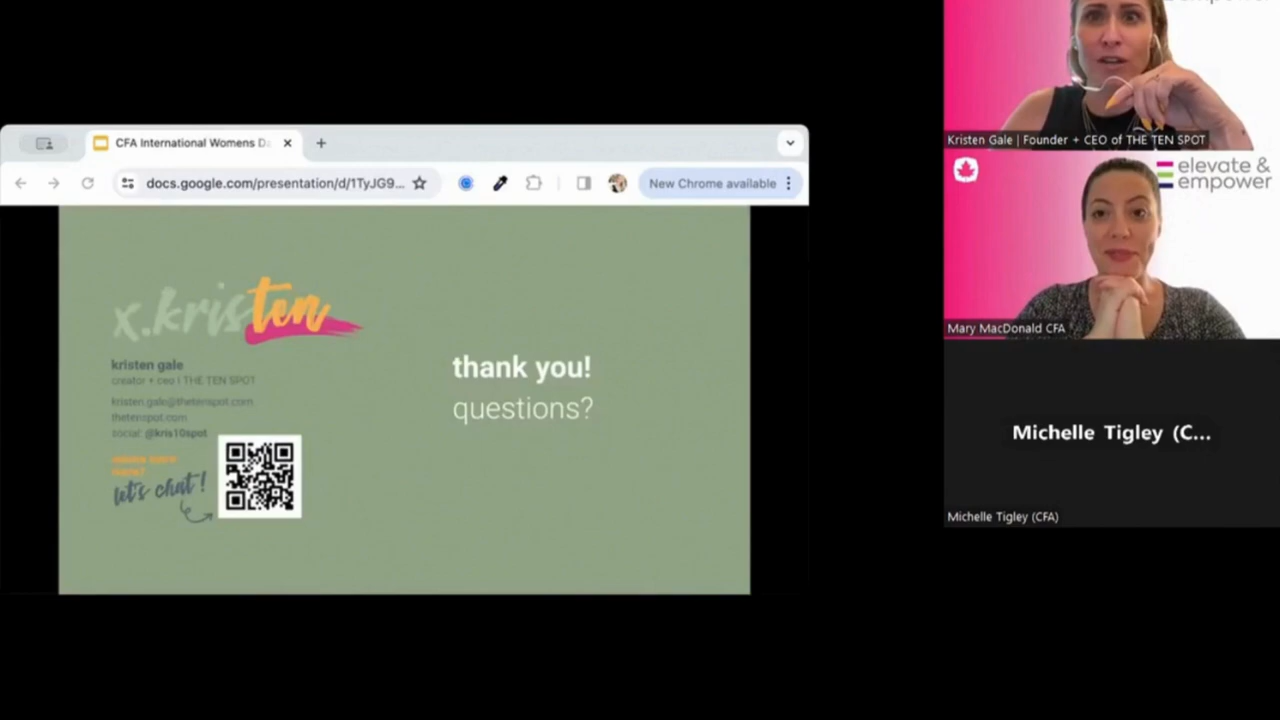 CFA International Womens Da
docs.google.com/presentation/d/1TyJG9...
New Chrome available
x.kristen
kristen gale
creator + ceo | THE TEN SPOT
kristen.gale@thetenspot.com
thetenspot.com
social: @kris10spot
let's chat!
thank you!
questions?
Kristen Gale | Founder + CEO of THE TEN SPOT
elevate &
empower
Mary MacDonald CFA
Michelle Tigley (C...
Michelle Tigley (CFA)